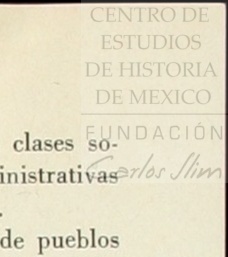 CENTRO DE
ESTUDIOS
DE HISTORIA
DE MEXICO
FUNDACIÓN
Carlos Slim
clases so-
inistrativas
.
de pueblos